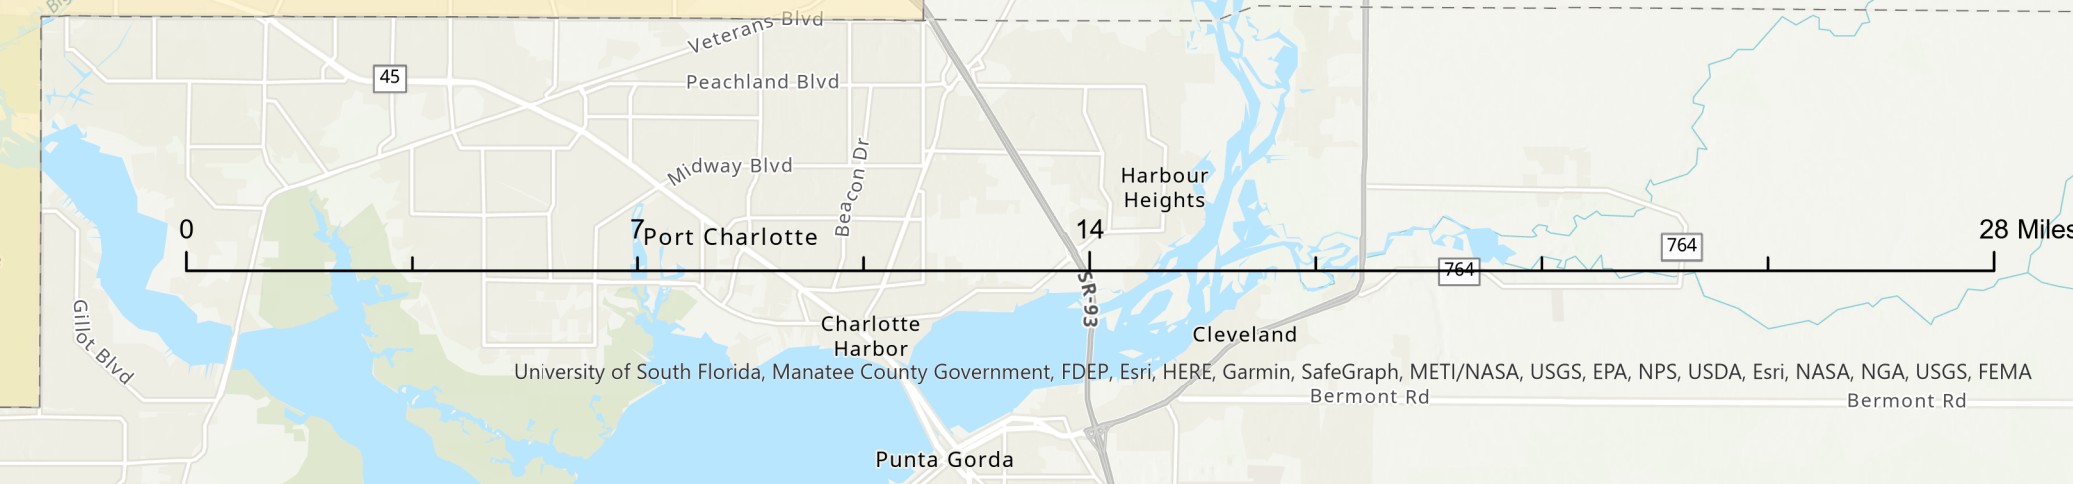 Veterans Blvd
45
Peachland Blvd
Midway Blvd
Beacon Dr
Harbour
Heights
0
7
14
28 Miles
Port Charlotte
764
764
SR-93
Gillot Blvd
Charlotte
Harbor
Cleveland
University of South Florida, Manatee County Government, FDEP, Esri, HERE, Garmin, SafeGraph, METI/NASA, USGS, EPA, NPS, USDA, Esri, NASA, NGA, USGS, FEMA
Bermont Rd
Bermont Rd
Punta Gorda